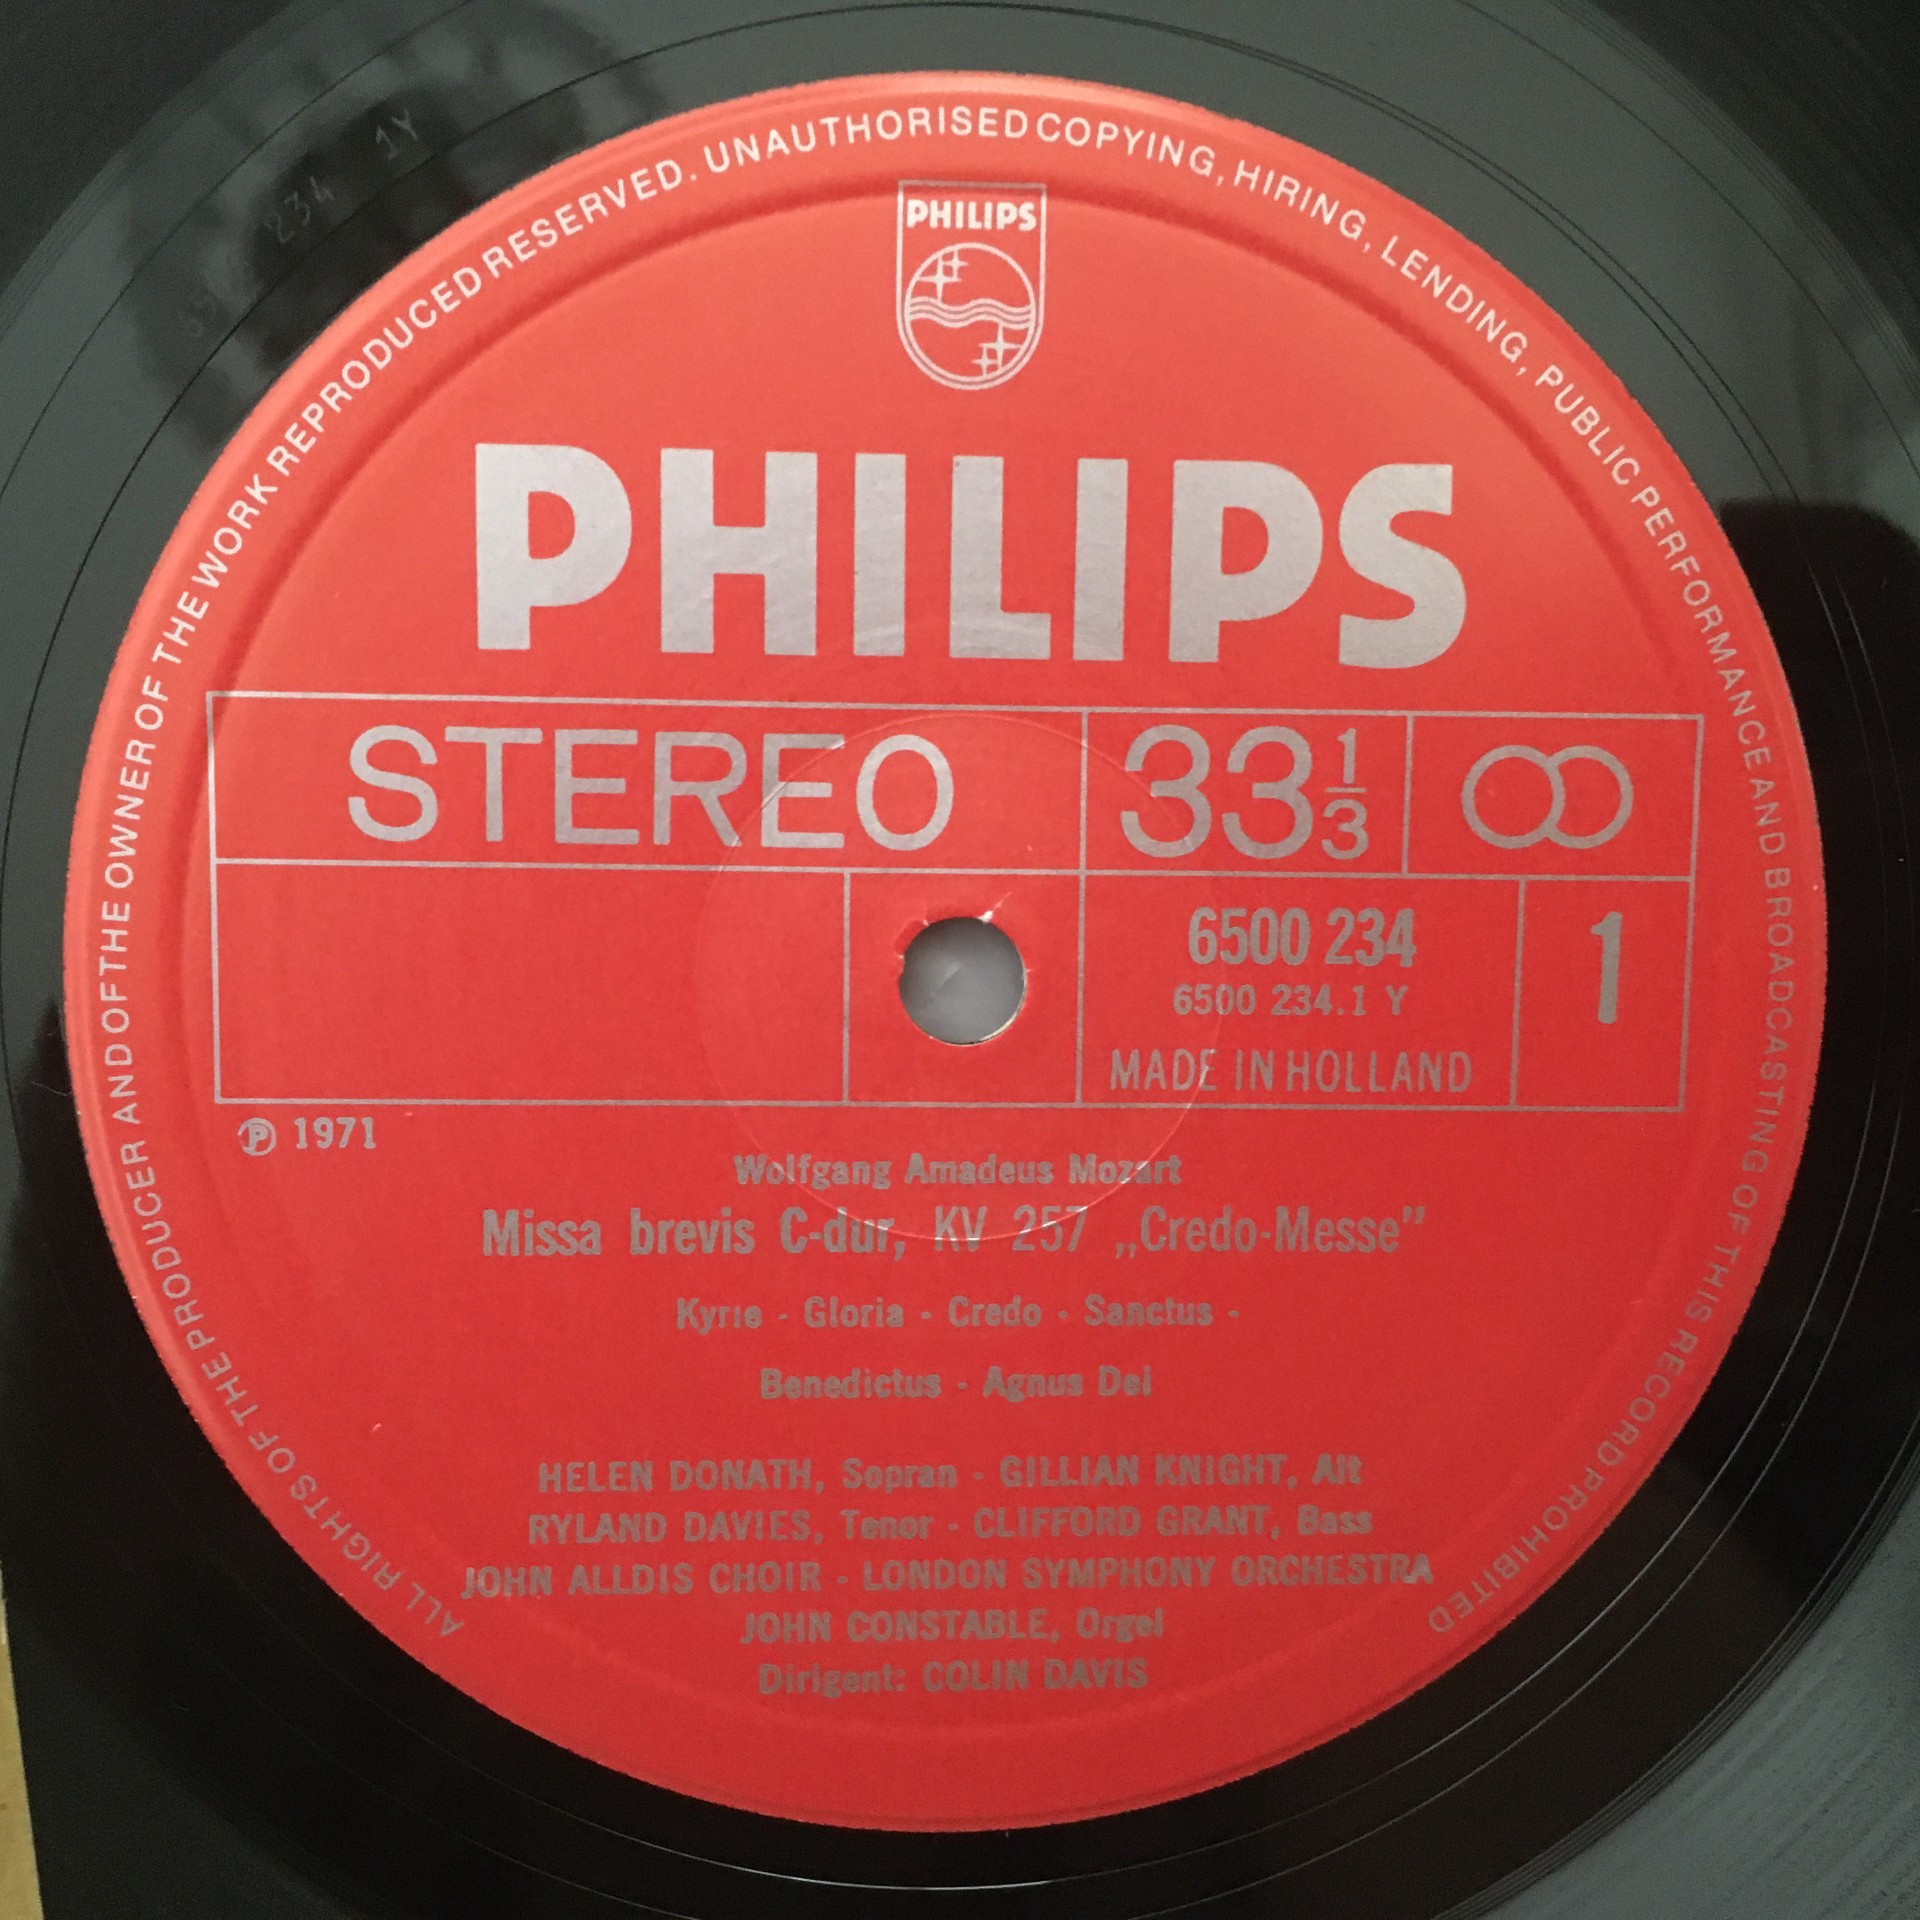 ALL RIGHTS OF THE PRODUCER AND OF THE OWNER OF THE WORK REPRODUCED RESERVED. UNAUTHORISED COPYING, HIRING, LENDING, PUBLIC PERFORMANCE AND BROADCASTING OF THIS RECORD PROHIBITED
234 1Y
PHILIPS
PHILIPS
STEREO 33 1/3
6500 234 1
6500 234.1 Y
MADE IN HOLLAND
℗ 1971
Wolfgang Amadeus Mozart
Missa brevis C-dur, KV 257 „Credo-Messe”
Kyrie - Gloria - Credo - Sanctus -
Benedictus - Agnus Dei
HELEN DONATH, Sopran - GILLIAN KNIGHT, Alt
RYLAND DAVIES, Tenor - CLIFFORD GRANT, Bass
JOHN ALLDIS CHOIR - LONDON SYMPHONY ORCHESTRA
JOHN CONSTABLE, Orgel
Dirigent: COLIN DAVIS